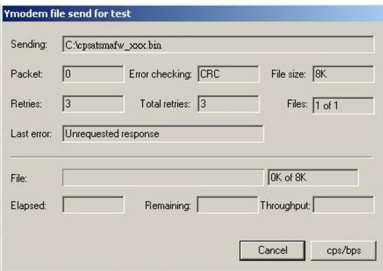 Ymodem file send for test
Sending: C:\cpsatsmafw_xxx.bin
Packet: 0 Error checking: CRC File size: 8K
Retries: 3 Total retries: 3 Files: 1 of 1
Last error: Unrequested response
File: 0K of 8K
Elapsed: Remaining: Throughput:
Cancel cps/bps